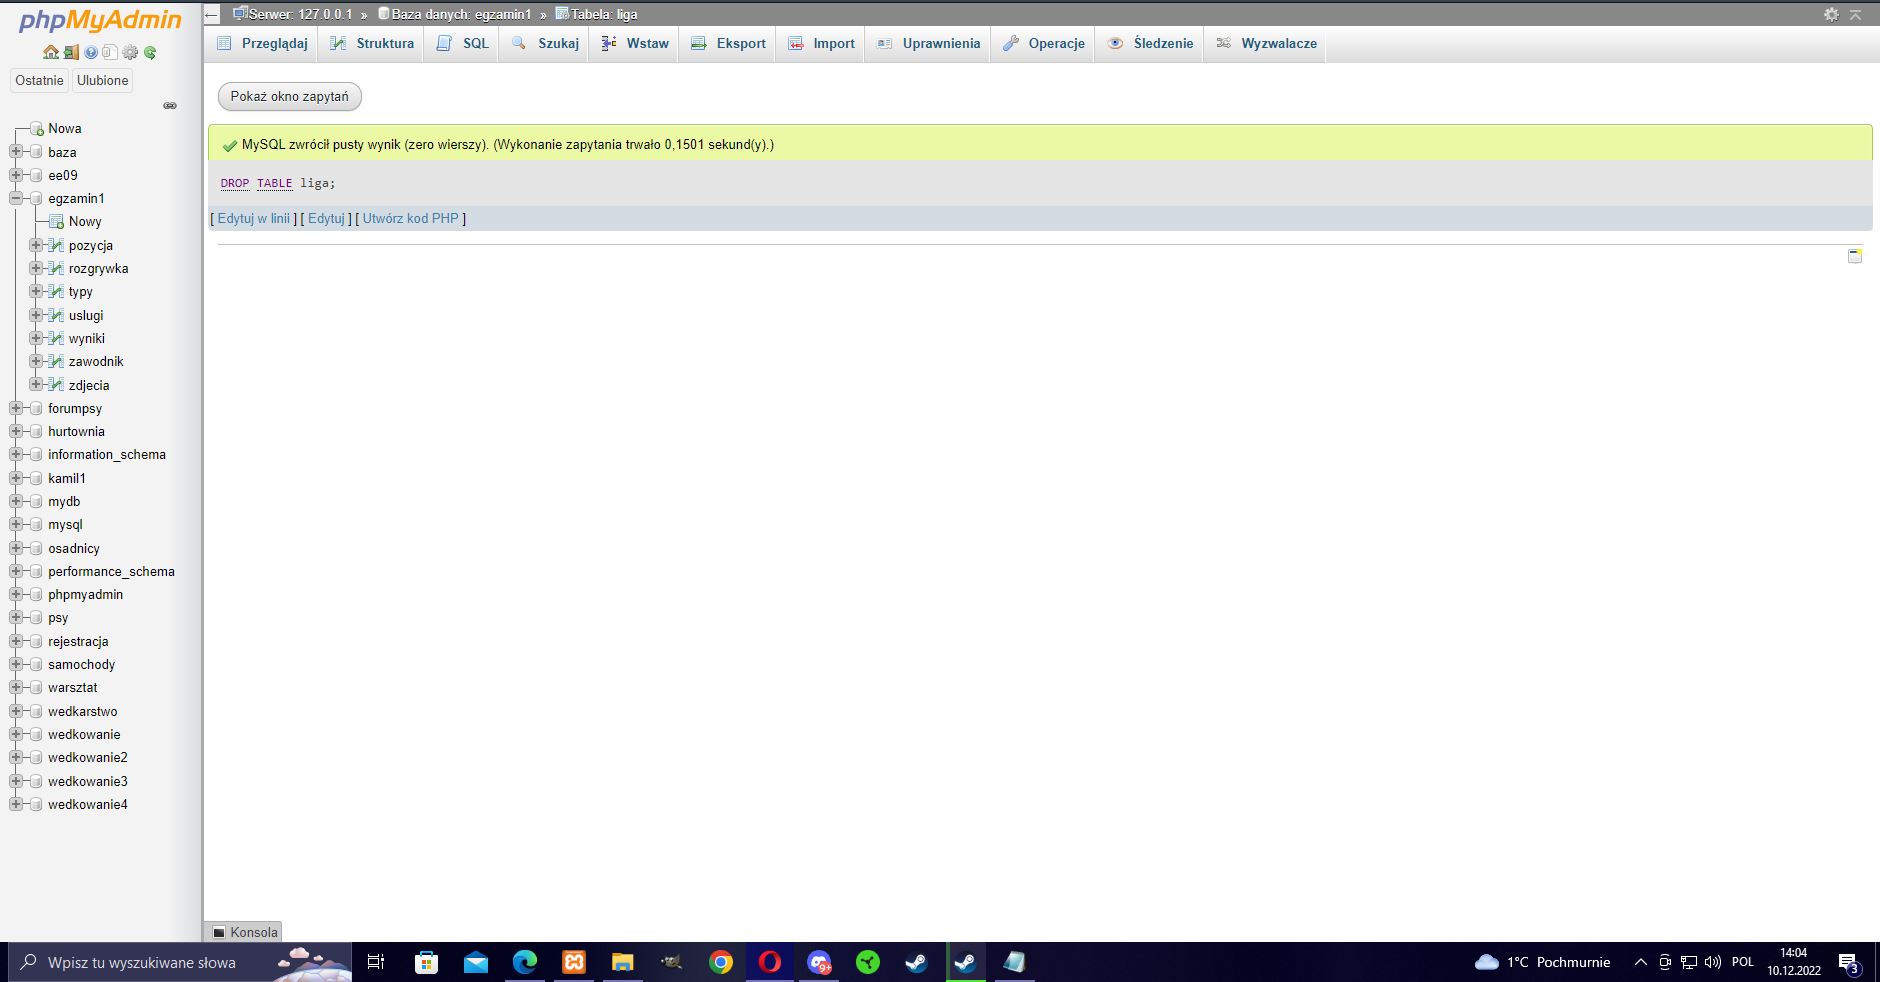 phpMyAdmin
Ostatnie Ulubione
Nowa
baza
ee09
egzamin1
Nowy
pozycja
rozgrywka
typy
uslugi
wyniki
zawodnik
zdjecia
forumpsy
hurtownia
information_schema
kamil1
mydb
mysql
osadnicy
performance_schema
phpmyadmin
psy
rejestracja
samochody
warsztat
wedkarstwo
wedkowanie
wedkowanie2
wedkowanie3
wedkowanie4
Serwer: 127.0.0.1 » Baza danych: egzamin1 » Tabela: liga
Przeglądaj Struktura SQL Szukaj Wstaw Eksport Import Uprawnienia Operacje Śledzenie Wyzwalacze
Pokaż okno zapytań
MySQL zwrócił pusty wynik (zero wierszy). (Wykonanie zapytania trwało 0,1501 sekund(y).)
DROP TABLE liga;
[ Edytuj w linii ] [ Edytuj ] [ Utwórz kod PHP ]
Konsola
Wpisz tu wyszukiwane słowa
9+
1°C Pochmurnie
POL
14:04
10.12.2022
3